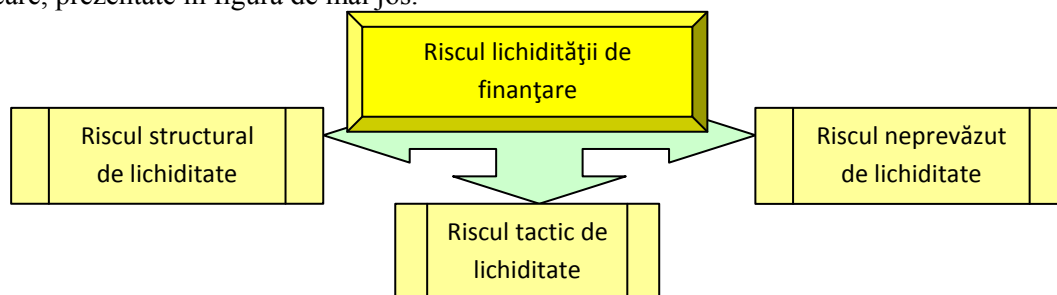 prezentate în figura de mai jos.
Riscul lichidităţii de
finanţare
Riscul structural
de lichiditate
Riscul neprevăzut
de lichiditate
Riscul tactic de
lichiditate